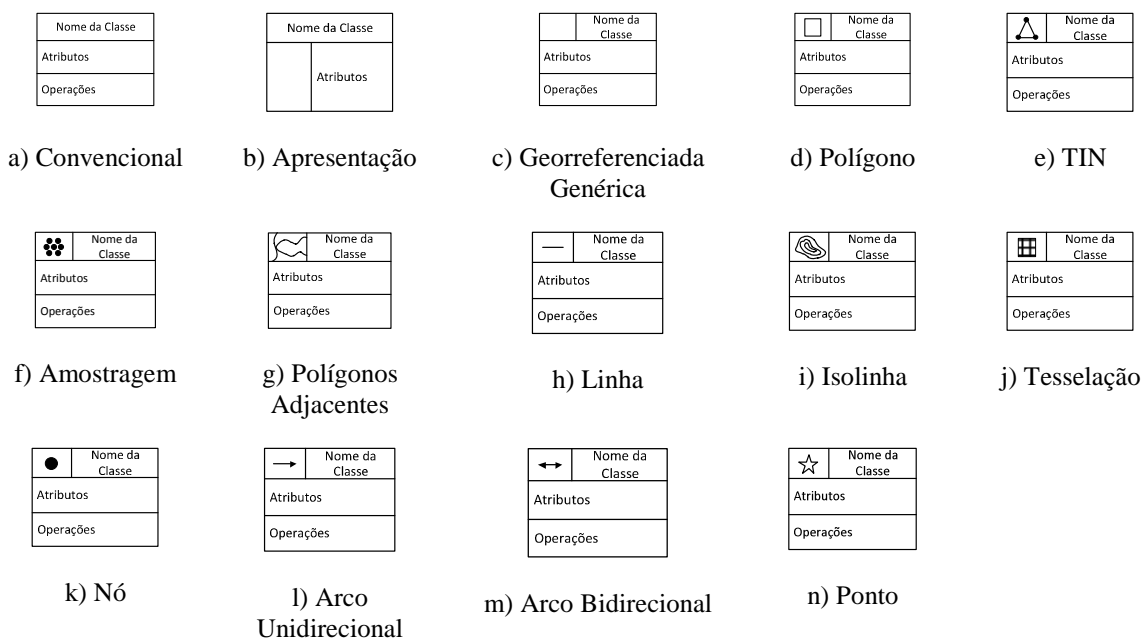 Nome da Classe
Atributos
Operações
a) Convencional
Nome da Classe
Atributos
b) Apresentação
Nome da
Classe
Atributos
Operações
c) Georreferenciada
Genérica
Nome da
Classe
Atributos
Operações
d) Polígono
Nome da
Classe
Atributos
Operações
e) TIN
Nome da
Classe
Atributos
Operações
f) Amostragem
Nome da
Classe
Atributos
Operações
g) Polígonos
Adjacentes
Nome da
Classe
Atributos
Operações
h) Linha
Nome da
Classe
Atributos
Operações
i) Isolinha
Nome da
Classe
Atributos
Operações
j) Tesselação
Nome da
Classe
Atributos
Operações
k) Nó
Nome da
Classe
Atributos
Operações
l) Arco
Unidirecional
Nome da
Classe
Atributos
Operações
m) Arco Bidirecional
Nome da
Classe
Atributos
Operações
n) Ponto